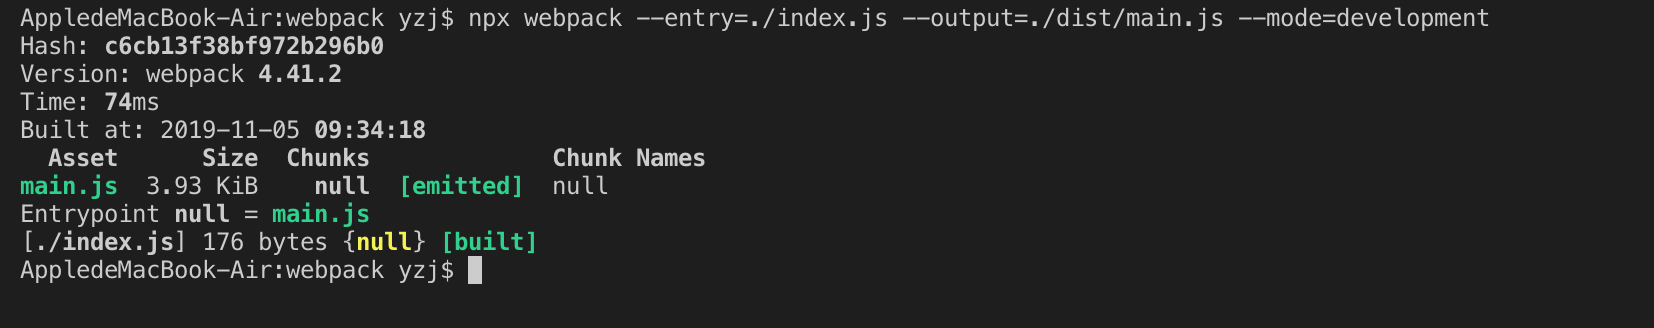 AppledeMacBook-Air:webpack yzj$ npx webpack --entry=./index.js --output=./dist/main.js --mode=development
Hash: c6cb13f38bf972b296b0
Version: webpack 4.41.2
Time: 74ms
Built at: 2019-11-05 09:34:18
  Asset      Size  Chunks             Chunk Names
main.js  3.93 KiB    null  [emitted]  null
Entrypoint null = main.js
[./index.js] 176 bytes {null} [built]
AppledeMacBook-Air:webpack yzj$